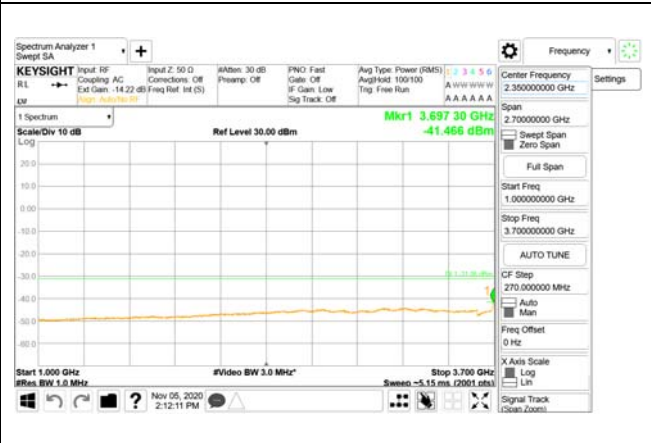 Spectrum Analyzer 1
Swept SA
Frequency
KEYSIGHT
R L
Input: RF
Coupling: AC
Ext Gain: -14.22 dB
Align: Auto/No RF
Input Z: 50 Ω
Corrections: Off
Freq Ref: Int (S)
#Atten: 30 dB
Preamp: Off
PNO: Fast
Gate: Off
IF Gain: Low
Sig Track: Off
Avg Type: Power (RMS)
Avg|Hold: 100/100
Trig: Free Run
1 2 3 4 5 6
A W W W W W
A A A A A A
Center Frequency
2.350000000 GHz
Settings
1 Spectrum
Mkr1 3.697 30 GHz
Scale/Div 10 dB
Ref Level 30.00 dBm
-41.466 dBm
Log
20.0
10.0
0.00
-10.0
-20.0
-30.0
-40.0
-50.0
-60.0
1
Start 1.000 GHz
#Video BW 3.0 MHz*
Stop 3.700 GHz
#Res BW 1.0 MHz
Sweep ~5.15 ms (2001 pts)
Span
2.70000000 GHz
Swept Span
Zero Span
Full Span
Start Freq
1.000000000 GHz
Stop Freq
3.700000000 GHz
AUTO TUNE
CF Step
270.000000 MHz
Auto
Man
Freq Offset
0 Hz
X Axis Scale
Log
Lin
Signal Track
(Span Zoom)
?
Nov 05, 2020
2:12:11 PM